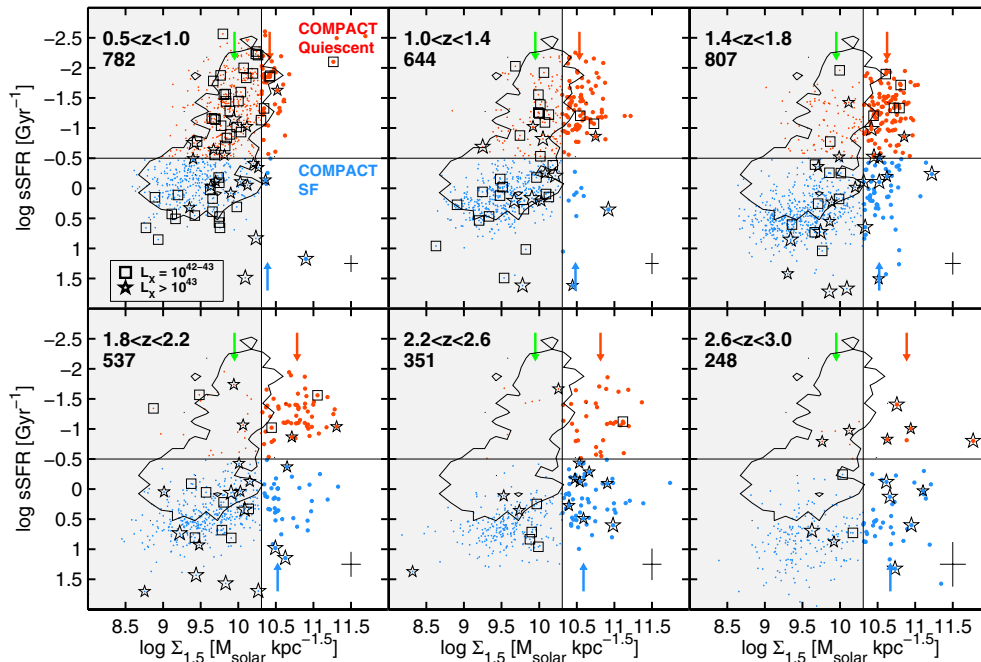 0.5<z<1.0
782
COMPACT
Quiescent
COMPACT
SF
L_x = 10^42-43
L_x > 10^43
1.0<z<1.4
644
1.4<z<1.8
807
−2.5
−2
−1.5
−1
−0.5
0
0.5
1
1.5
log sSFR [Gyr^-1]
1.8<z<2.2
537
2.2<z<2.6
351
2.6<z<3.0
248
−2.5
−2
−1.5
−1
−0.5
0
0.5
1
1.5
log sSFR [Gyr^-1]
8.5 9 9.5 10 10.5 11 11.5
8.5 9 9.5 10 10.5 11 11.5
8.5 9 9.5 10 10.5 11 11.5
log Σ_1.5 [M_solar kpc^-1.5]
log Σ_1.5 [M_solar kpc^-1.5]
log Σ_1.5 [M_solar kpc^-1.5]